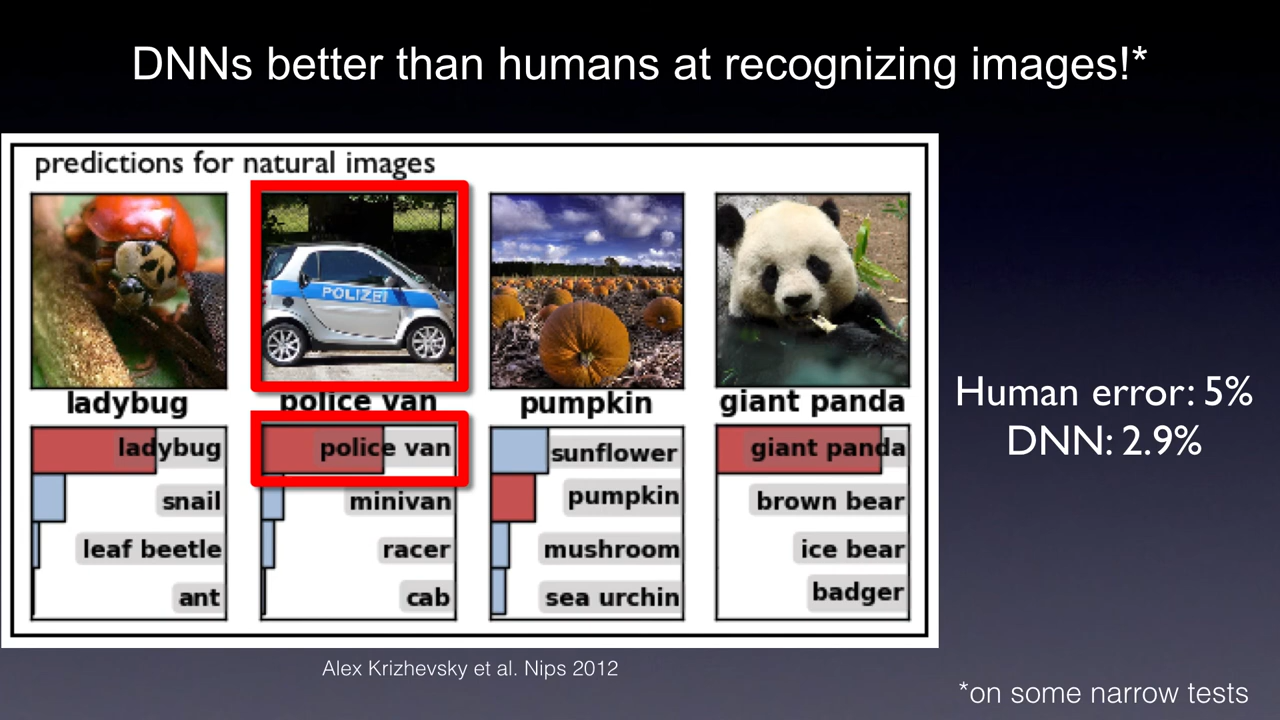 DNNs better than humans at recognizing images!*
predictions for natural images
POLIZEI
ladybug
police van
pumpkin
giant panda
ladybug
snail
leaf beetle
ant
police van
minivan
racer
cab
sunflower
pumpkin
mushroom
sea urchin
giant panda
brown bear
ice bear
badger
Human error: 5%
DNN: 2.9%
Alex Krizhevsky et al. Nips 2012
*on some narrow tests